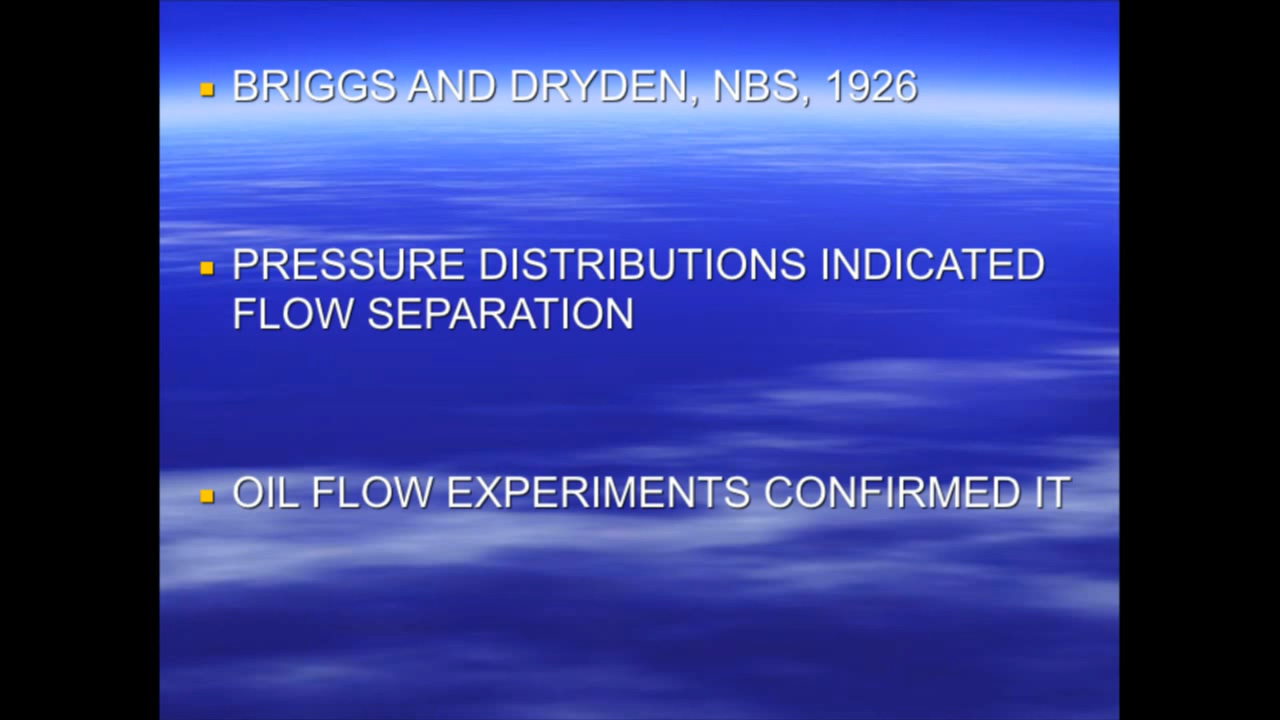 BRIGGS AND DRYDEN, NBS, 1926
PRESSURE DISTRIBUTIONS INDICATED
FLOW SEPARATION
OIL FLOW EXPERIMENTS CONFIRMED IT